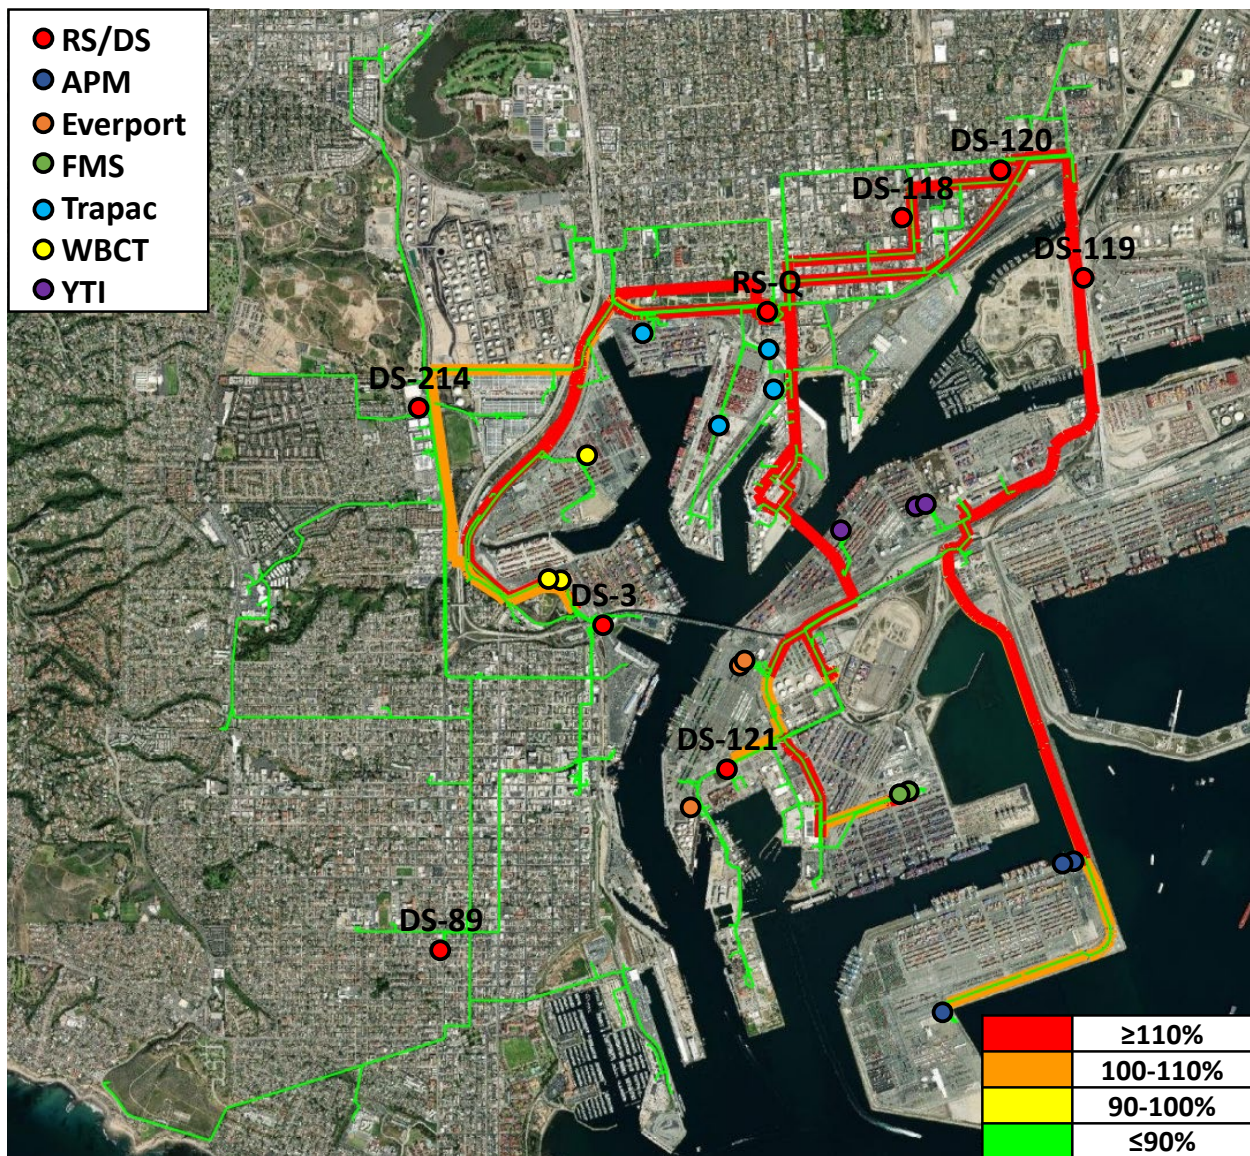 RS/DS
APM
Everport
FMS
Trapac
WBCT
YTI
DS-120
DS-118
DS-119
RS-Q
DS-214
DS-3
DS-121
DS-89
≥110%
100-110%
90-100%
≤90%